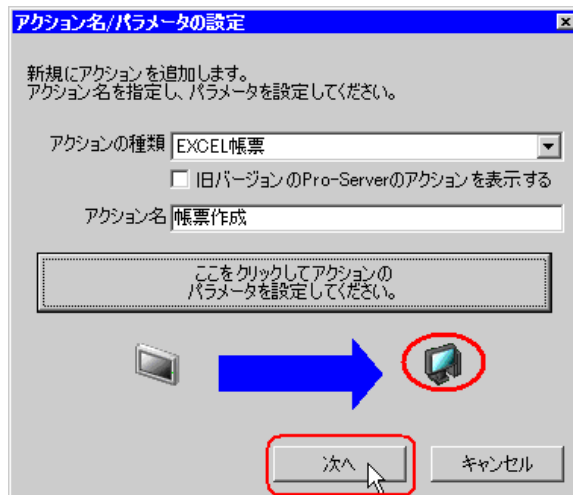 アクション名/パラメータの設定
新規にアクションを追加します。
アクション名を指定し、パラメータを設定してください。
アクションの種類 EXCEL帳票
旧バージョンのPro-Serverのアクションを表示する
アクション名 帳票作成
ここをクリックしてアクションの
パラメータを設定してください。
次へ キャンセル